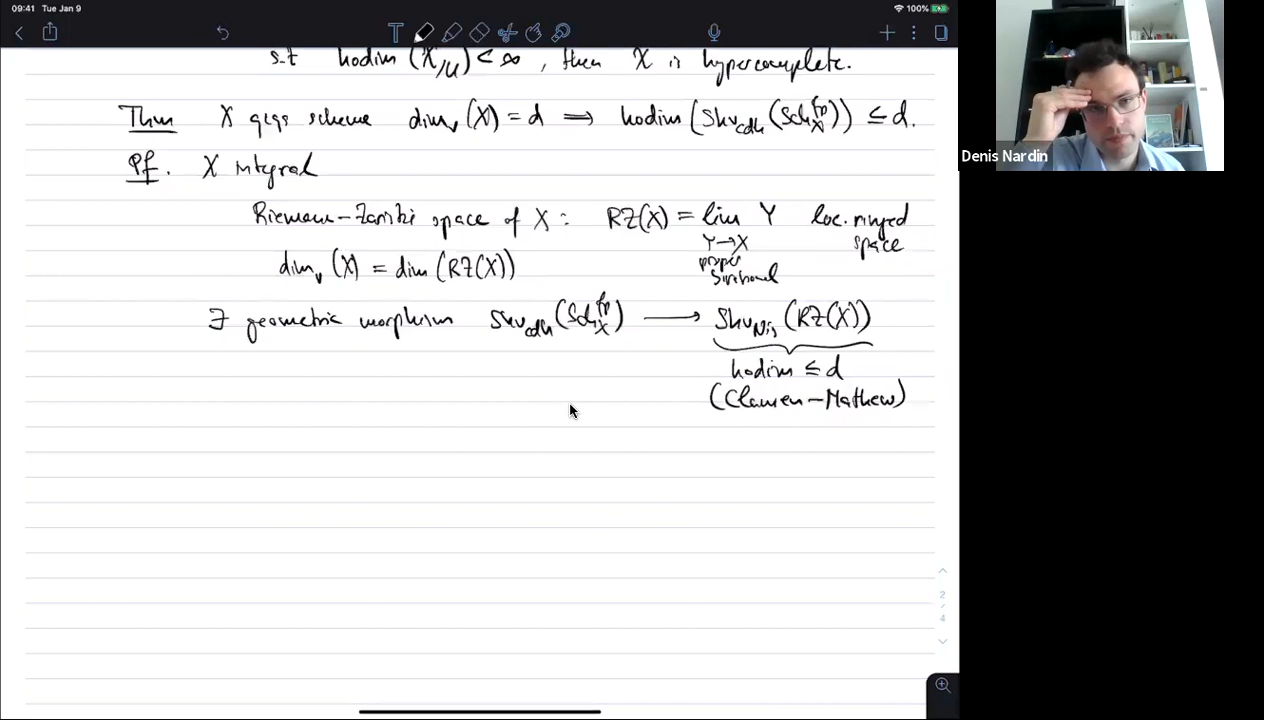 09:41 Tue Jan 9
100%
s.t hodim (X/U) < ∞, then X is hypercomplete.
Thm X qcqs scheme dim_v (X) = d ⟹ hodim (Shv_cdh (Sch_X^fp)) ≤ d.
Pf. X integral
Riemann-Zariski space of X : RZ(X) = lim Y loc. ringed space
Y → X
proper
birational
dim_v (X) = dim (RZ(X))
∃ geometric morphism Shv_cdh (Sch_X^fp) ⟶ Shv_Nis (RZ(X))
hodim ≤ d
(Clausen-Mathew)
Denis Nardin
2
/
4